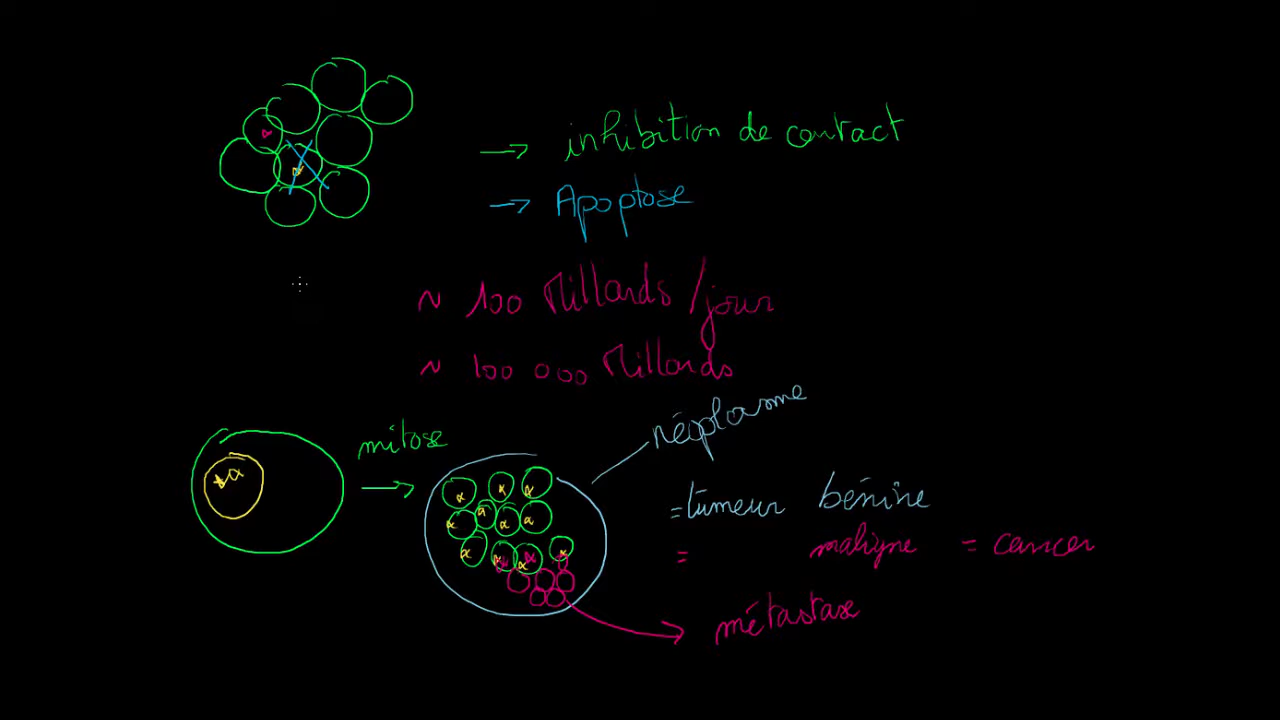 → inhibition de contact
→ Apoptose
~ 100 Milliards/jour
~ 100 000 Milliards
mitose
néoplasme
= tumeur bénine
= maligne = cancer
métastase